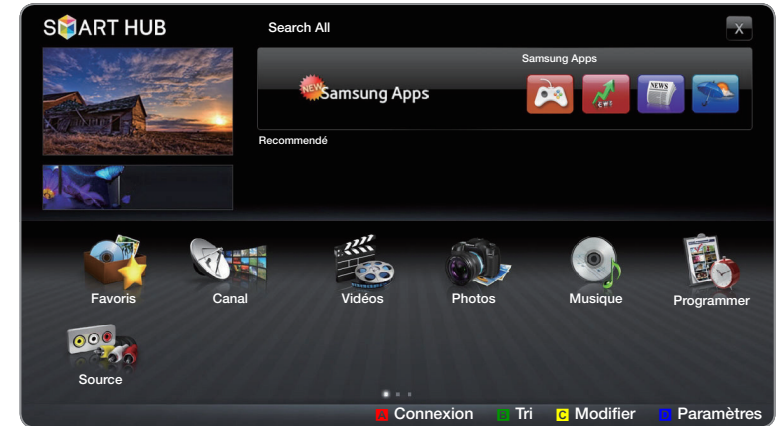 SMART HUB
Search All
X
Samsung Apps
NEW Samsung Apps
NEWS
Recommendé
Favoris Canal Vidéos Photos Musique Programmer
Source
A Connexion B Tri C Modifier D Paramètres